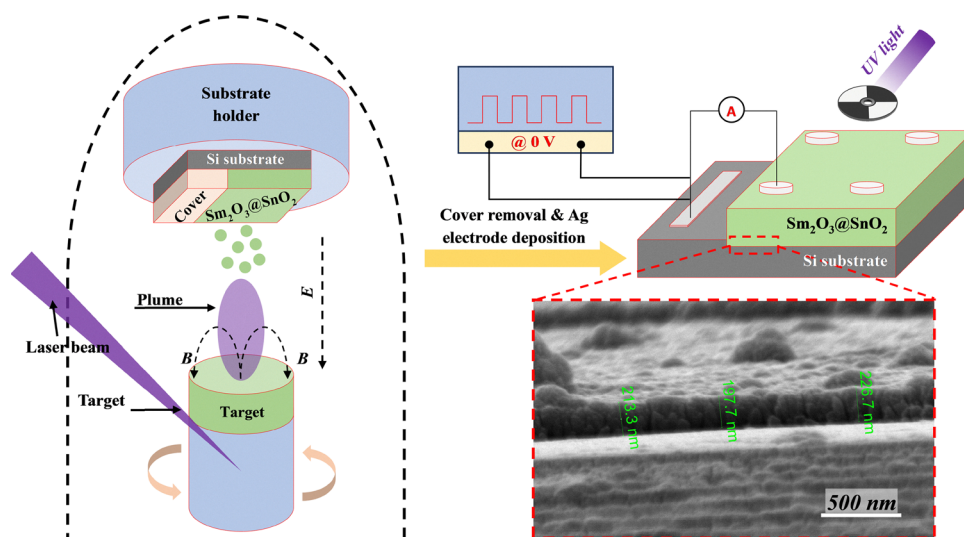 Substrate
holder
Si substrate
Cover
Sm₂O₃@SnO₂
E
Plume
Laser beam
B
B
Target
Target
@ 0 V
A
UV light
Cover removal & Ag
electrode deposition
Sm₂O₃@SnO₂
Si substrate
213.3 nm
197.7 nm
226.7 nm
500 nm